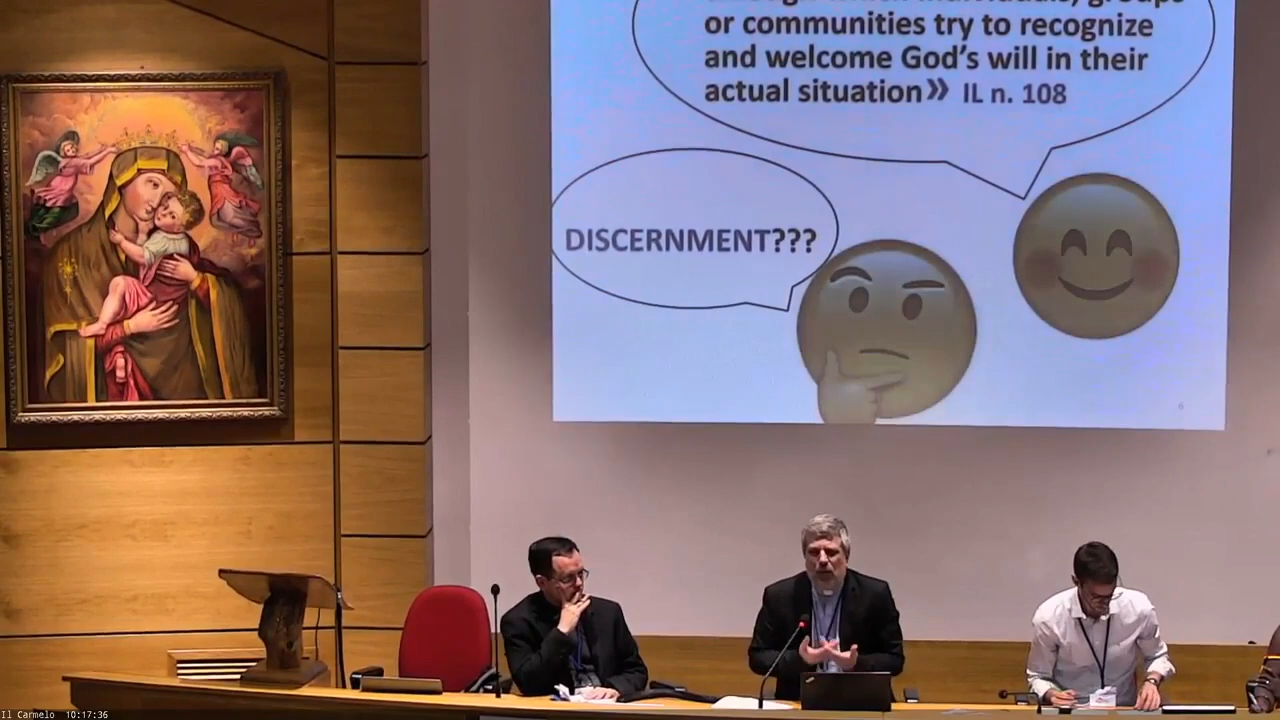 or communities try to recognize
and welcome God's will in their
actual situation» IL n. 108
DISCERNMENT???
6
Il Carmelo 10:17:36